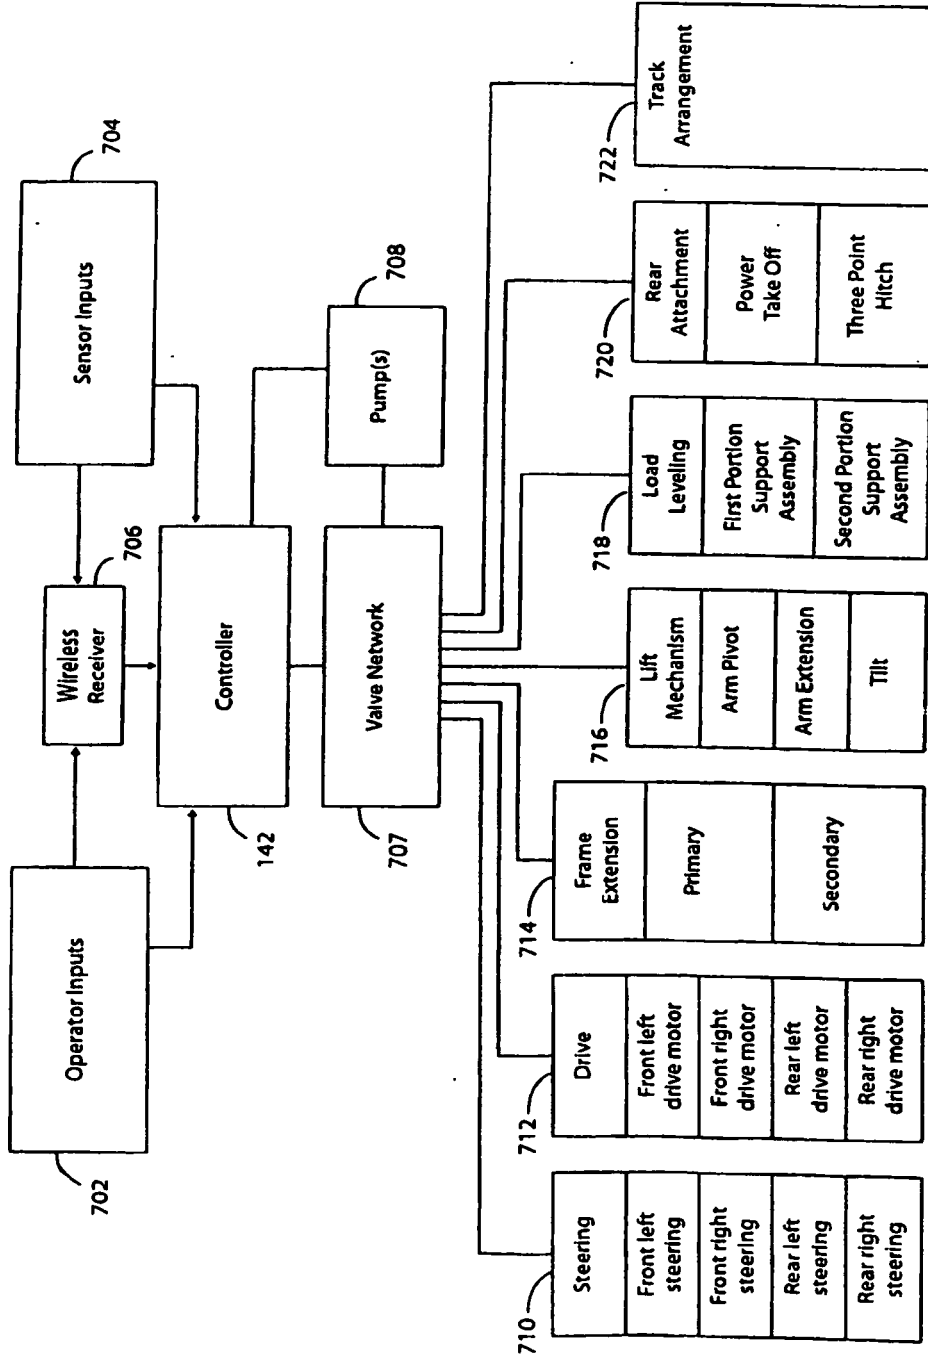 702
Operator Inputs
Sensor Inputs
704
Wireless
Receiver
706
Controller
142
Valve Network
707
Pump(s)
708
710
Steering
Front left
steering
Front right
steering
Rear left
steering
Rear right
steering
712
Drive
Front left
drive motor
Front right
drive motor
Rear left
drive motor
Rear right
drive motor
714
Frame
Extension
Primary
Secondary
716
Lift
Mechanism
Arm Pivot
Arm Extension
Tilt
718
Load
Leveling
First Portion
Support
Assembly
Second Portion
Support
Assembly
720
Rear
Attachment
Power
Take Off
Three Point
Hitch
722
Track
Arrangement